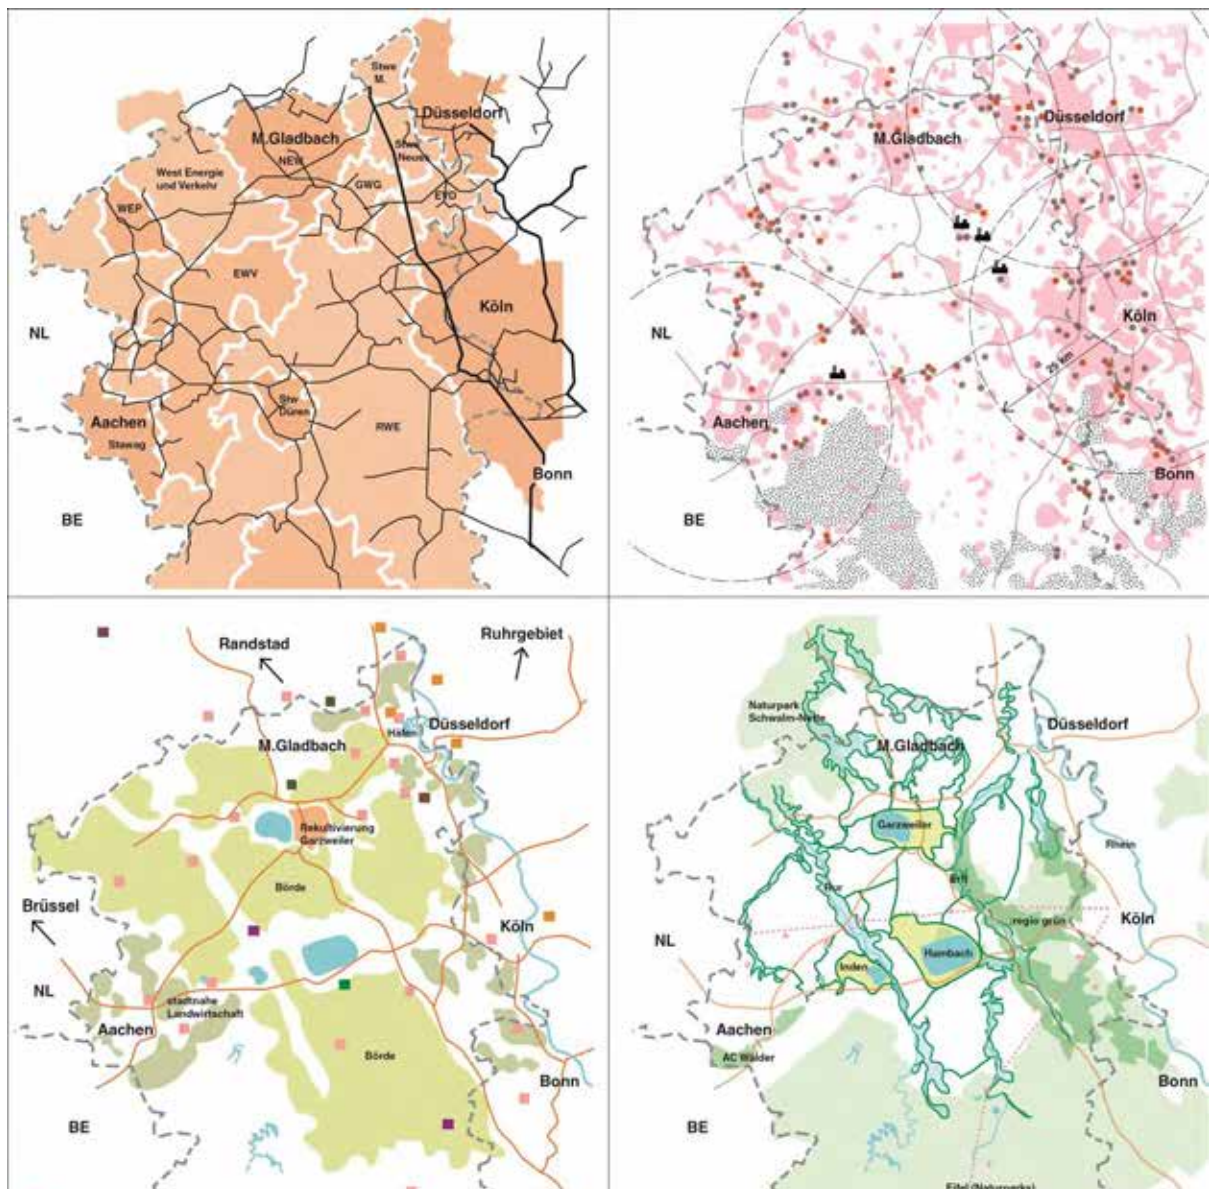 Stwe
M.
Düsseldorf
M.Gladbach
NEW
Stwe
Neuss
West Energie
und Verkehr
GWG
EVD
WEP
EWV
NL
Köln
Stw
Düren
Aachen
Stawag
RWE
Bonn
BE
Düsseldorf
M.Gladbach
NL
Köln
25 km
Aachen
Bonn
BE
Randstad
Ruhrgebiet
Düsseldorf
Häfen
M.Gladbach
Rekultivierung
Garzweiler
Börde
Brüssel
Köln
NL
stadtnahe
Landwirtschaft
Aachen
Börde
Bonn
BE
Naturpark
Schwalm-Nette
Düsseldorf
M.Gladbach
Garzweiler
Rhein
Erft
Rur
regio grün
Köln
NL
Hambach
Inden
Aachen
AC Wälder
Bonn
BE
Eifel (Naturparks)